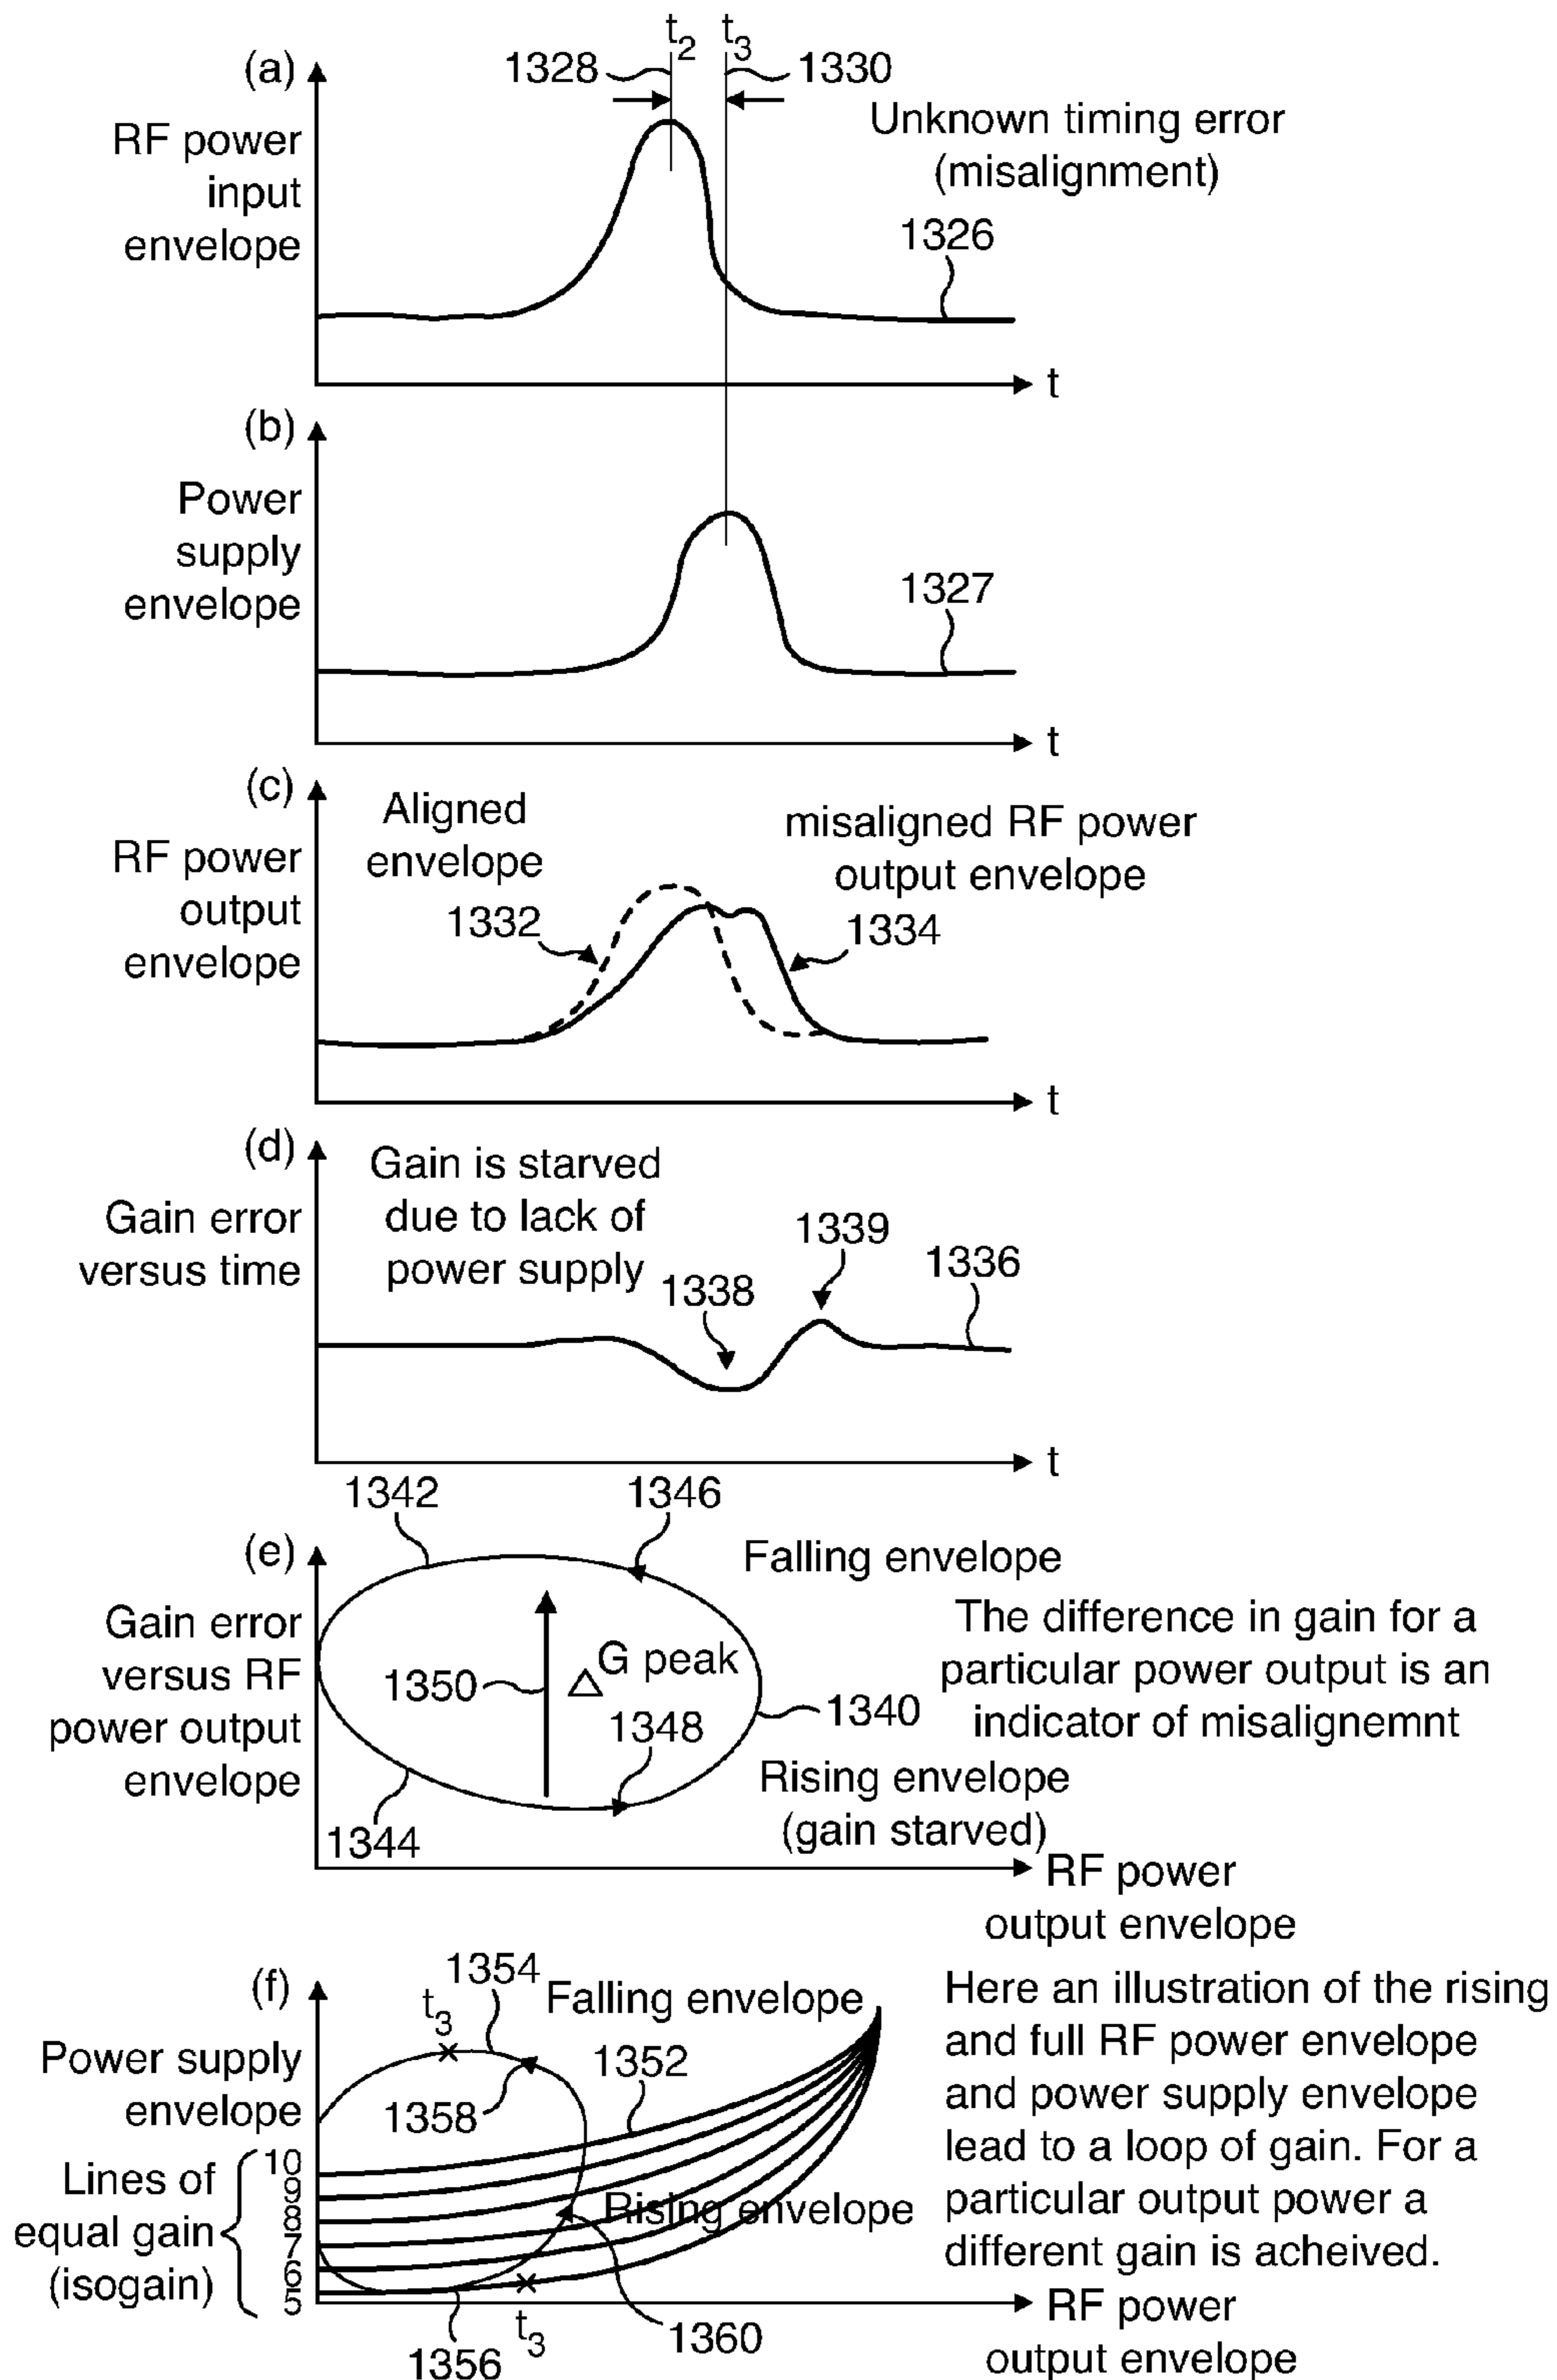 t2 t3
(a) 1328 1330
RF power
input
envelope
Unknown timing error
(misalignment)
1326
t
(b)
Power
supply
envelope
1327
t
(c)
RF power
output
envelope
Aligned
envelope
1332
misaligned RF power
output envelope
1334
t
(d)
Gain error
versus time
Gain is starved
due to lack of
power supply
1338
1339
1336
t
1342 1346
(e)
Gain error
versus RF
power output
envelope
Falling envelope
1350
△G peak
1348
1340
Rising envelope
(gain starved)
1344
The difference in gain for a
particular power output is an
indicator of misalignemnt
RF power
output envelope
(f)
Power supply
envelope
1354
t3
Falling envelope
1352
1358
Lines of
equal gain
(isogain)
10
9
8
7
6
5
Rising envelope
t3
1356
1360
Here an illustration of the rising
and full RF power envelope
and power supply envelope
lead to a loop of gain. For a
particular output power a
different gain is acheived.
RF power
output envelope